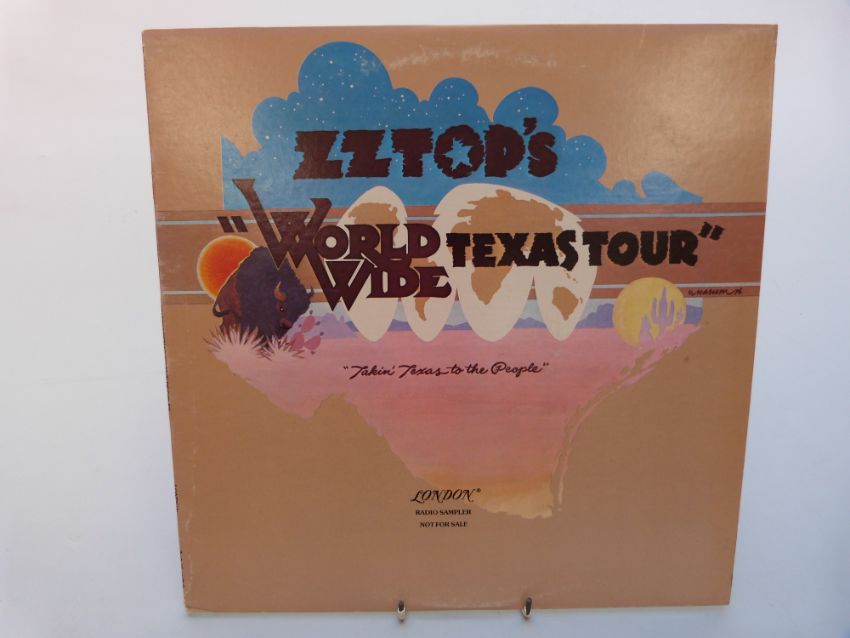 ZZ TOP'S
"WORLD WIDE TEXAS TOUR"
"Takin' Texas to the People"
LONDON®
RADIO SAMPLER
NOT FOR SALE